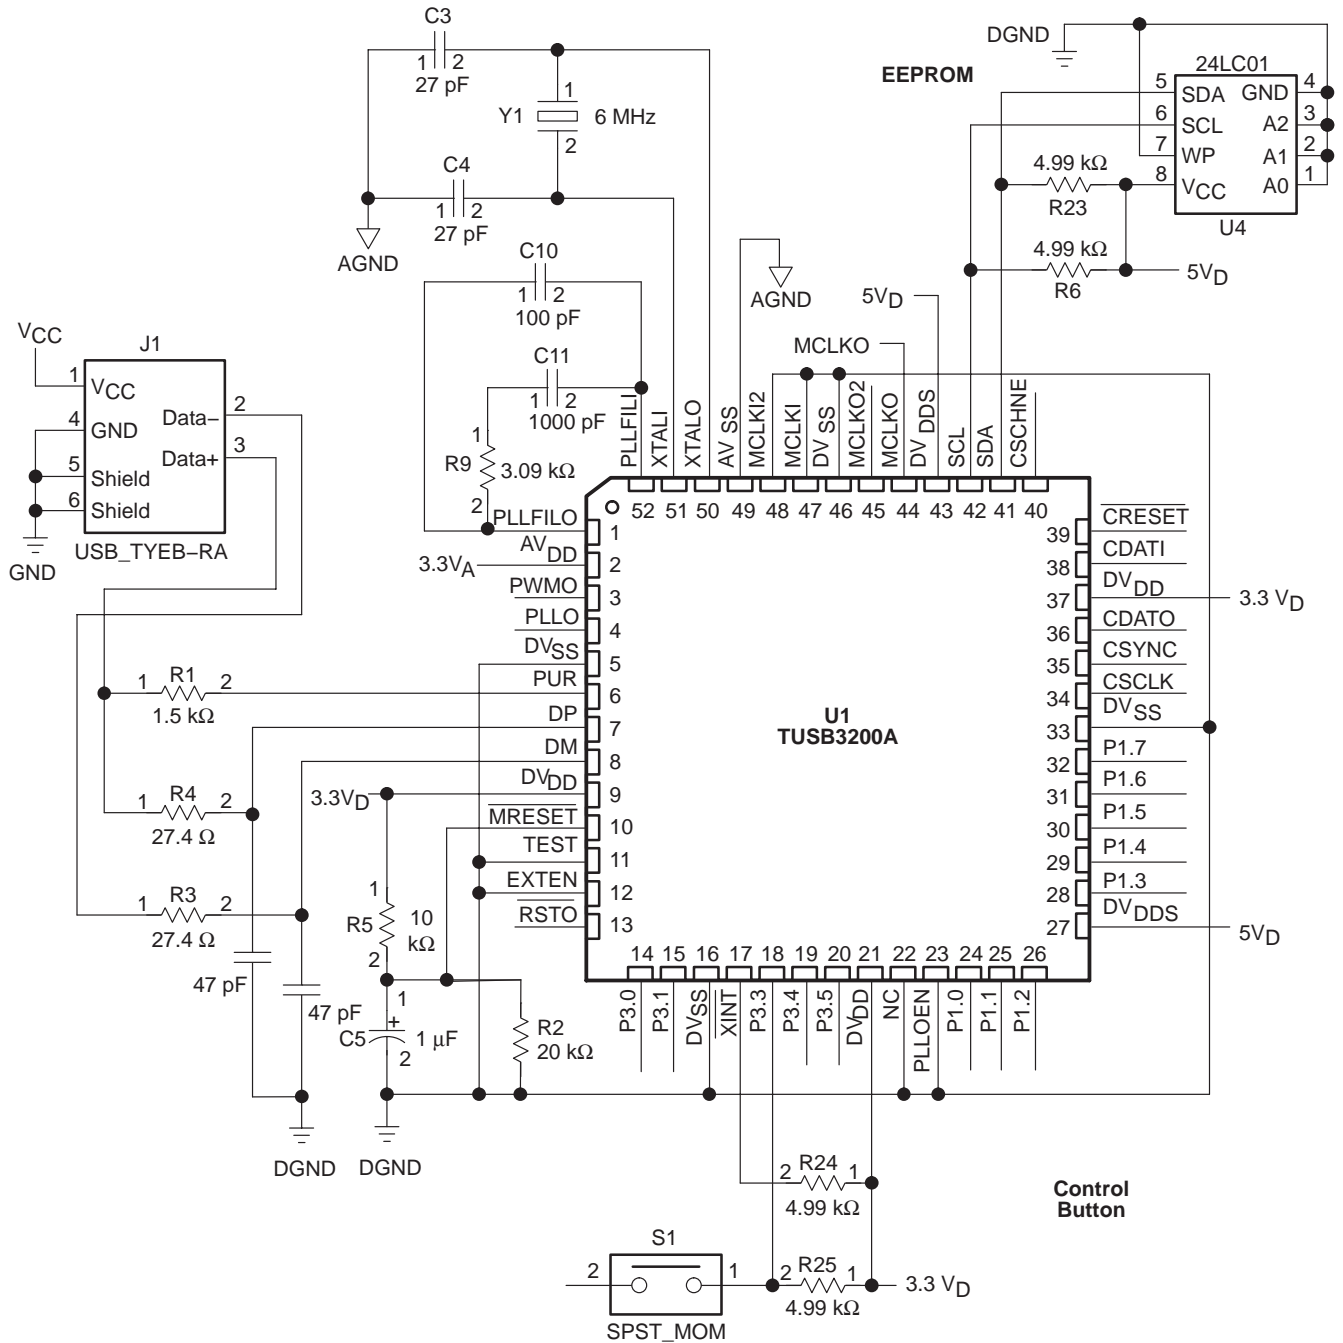 C3
1 2
27 pF
1
Y1 6 MHz
2
C4
1 2
27 pF
AGND
C10
1 2
100 pF
C11
1 2
1000 pF
1
R9 3.09 kΩ
2
DGND
EEPROM
24LC01
5 SDA GND 4
6 SCL A2 3
7 WP A1 2
8 VCC A0 1
U4
4.99 kΩ
R23
4.99 kΩ
R6
5VD
AGND
5VD
MCLKO
VCC
J1
1 VCC
Data– 2
4 GND
Data+ 3
5 Shield
6 Shield
USB_TYEB–RA
GND
PLLFILI
XTALI
XTALO
AVSS
MCLKI2
MCLKI
DVSS
MCLKO2
MCLKO
DVDDS
SCL
SDA
CSCHNE
52 51 50 49 48 47 46 45 44 43 42 41 40
PLLFILO 1
3.3VA AVDD 2
PWMO 3
PLLO 4
DVSS 5
PUR 6
DP 7
DM 8
3.3VD DVDD 9
MRESET 10
TEST 11
EXTEN 12
RSTO 13
U1
TUSB3200A
39 CRESET
38 CDATI
37 DVDD 3.3 VD
36 CDATO
35 CSYNC
34 CSCLK
33 DVSS
32 P1.7
31 P1.6
30 P1.5
29 P1.4
28 P1.3
27 DVDDS 5VD
14 15 16 17 18 19 20 21 22 23 24 25 26
P3.0
P3.1
DVSS
XINT
P3.3
P3.4
P3.5
DVDD
NC
PLLOEN
P1.0
P1.1
P1.2
1 R1 2
1.5 kΩ
1 R4 2
27.4 Ω
1 R3 2
27.4 Ω
47 pF
47 pF
DGND
1
R5 10 kΩ
2
1
+
C5 1 µF
2
DGND
R2
20 kΩ
2 R24 1
4.99 kΩ
2 R25 1
4.99 kΩ
3.3 VD
S1
2 1
SPST_MOM
Control
Button